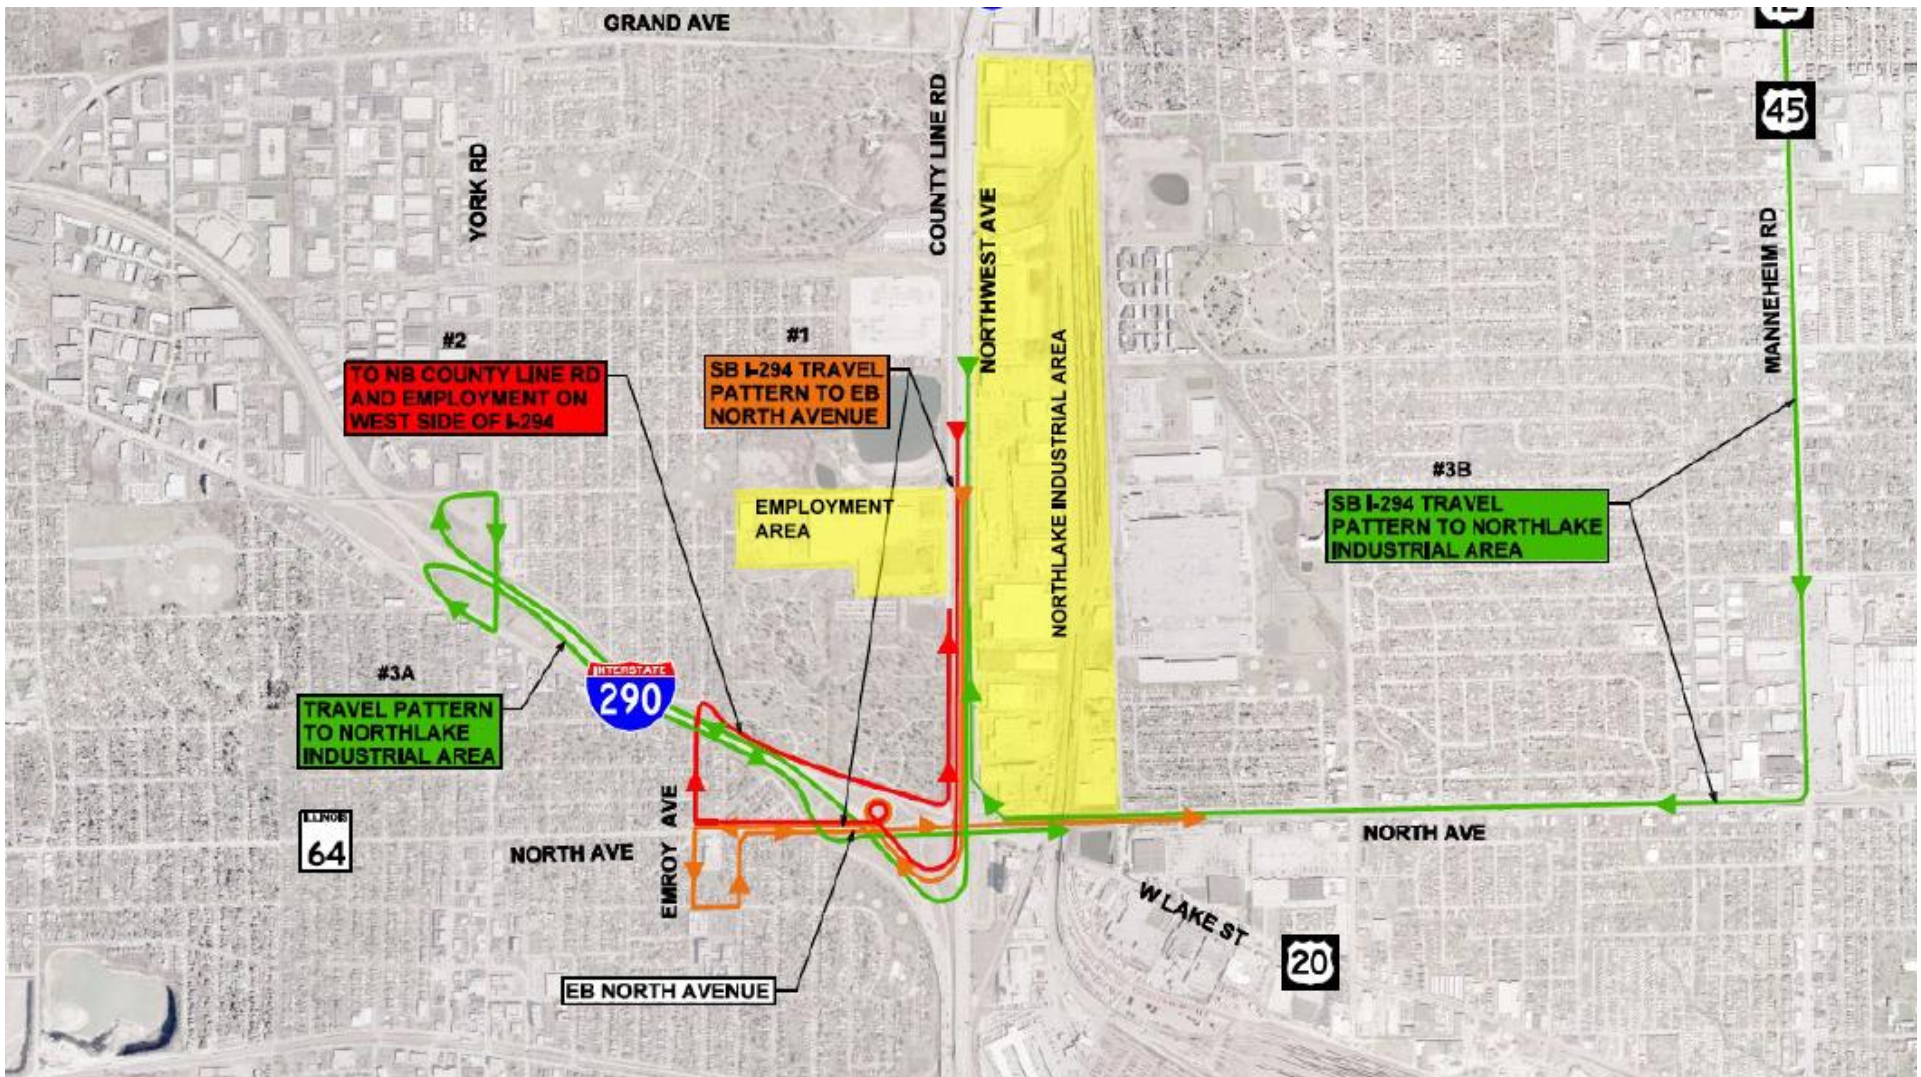 GRAND AVE
12
45
YORK RD
COUNTY LINE RD
NORTHWEST AVE
MANNEHEIM RD
#2
TO NB COUNTY LINE RD
AND EMPLOYMENT ON
WEST SIDE OF I-294
#1
SB I-294 TRAVEL
PATTERN TO EB
NORTH AVENUE
EMPLOYMENT
AREA
NORTHLAKE INDUSTRIAL AREA
#3B
SB I-294 TRAVEL
PATTERN TO NORTHLAKE
INDUSTRIAL AREA
#3A
TRAVEL PATTERN
TO NORTHLAKE
INDUSTRIAL AREA
INTERSTATE
290
ILLINOIS
64
NORTH AVE
EMROY AVE
NORTH AVE
W LAKE ST
20
EB NORTH AVENUE